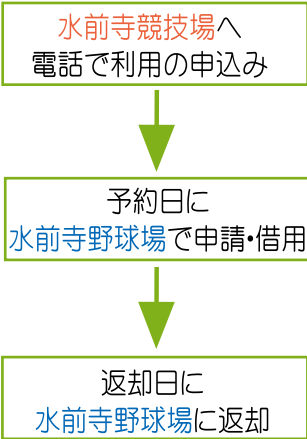 水前寺競技場へ
電話で利用の申込み
予約日に
水前寺野球場で申請・借用
返却日に
水前寺野球場に返却